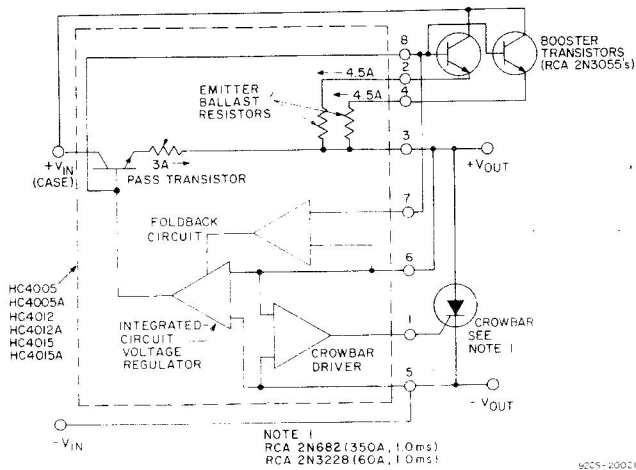 8
BOOSTER
TRANSISTORS
(RCA 2N3055's)
4.5A
2
EMITTER
BALLAST
RESISTORS
4.5A
4
3
+VIN
(CASE)
3A
PASS TRANSISTOR
+VOUT
7
FOLDBACK
CIRCUIT
6
HC4005
HC4005A
HC4012
HC4012A
HC4015
HC4015A
INTEGRATED-
CIRCUIT
VOLTAGE
REGULATOR
CROWBAR
DRIVER
1
CROWBAR
SEE
NOTE 1
5
-VOUT
-VIN
NOTE 1
RCA 2N682 (350A, 1.0ms)
RCA 2N3228 (60A, 1.0ms)
92CS-20021